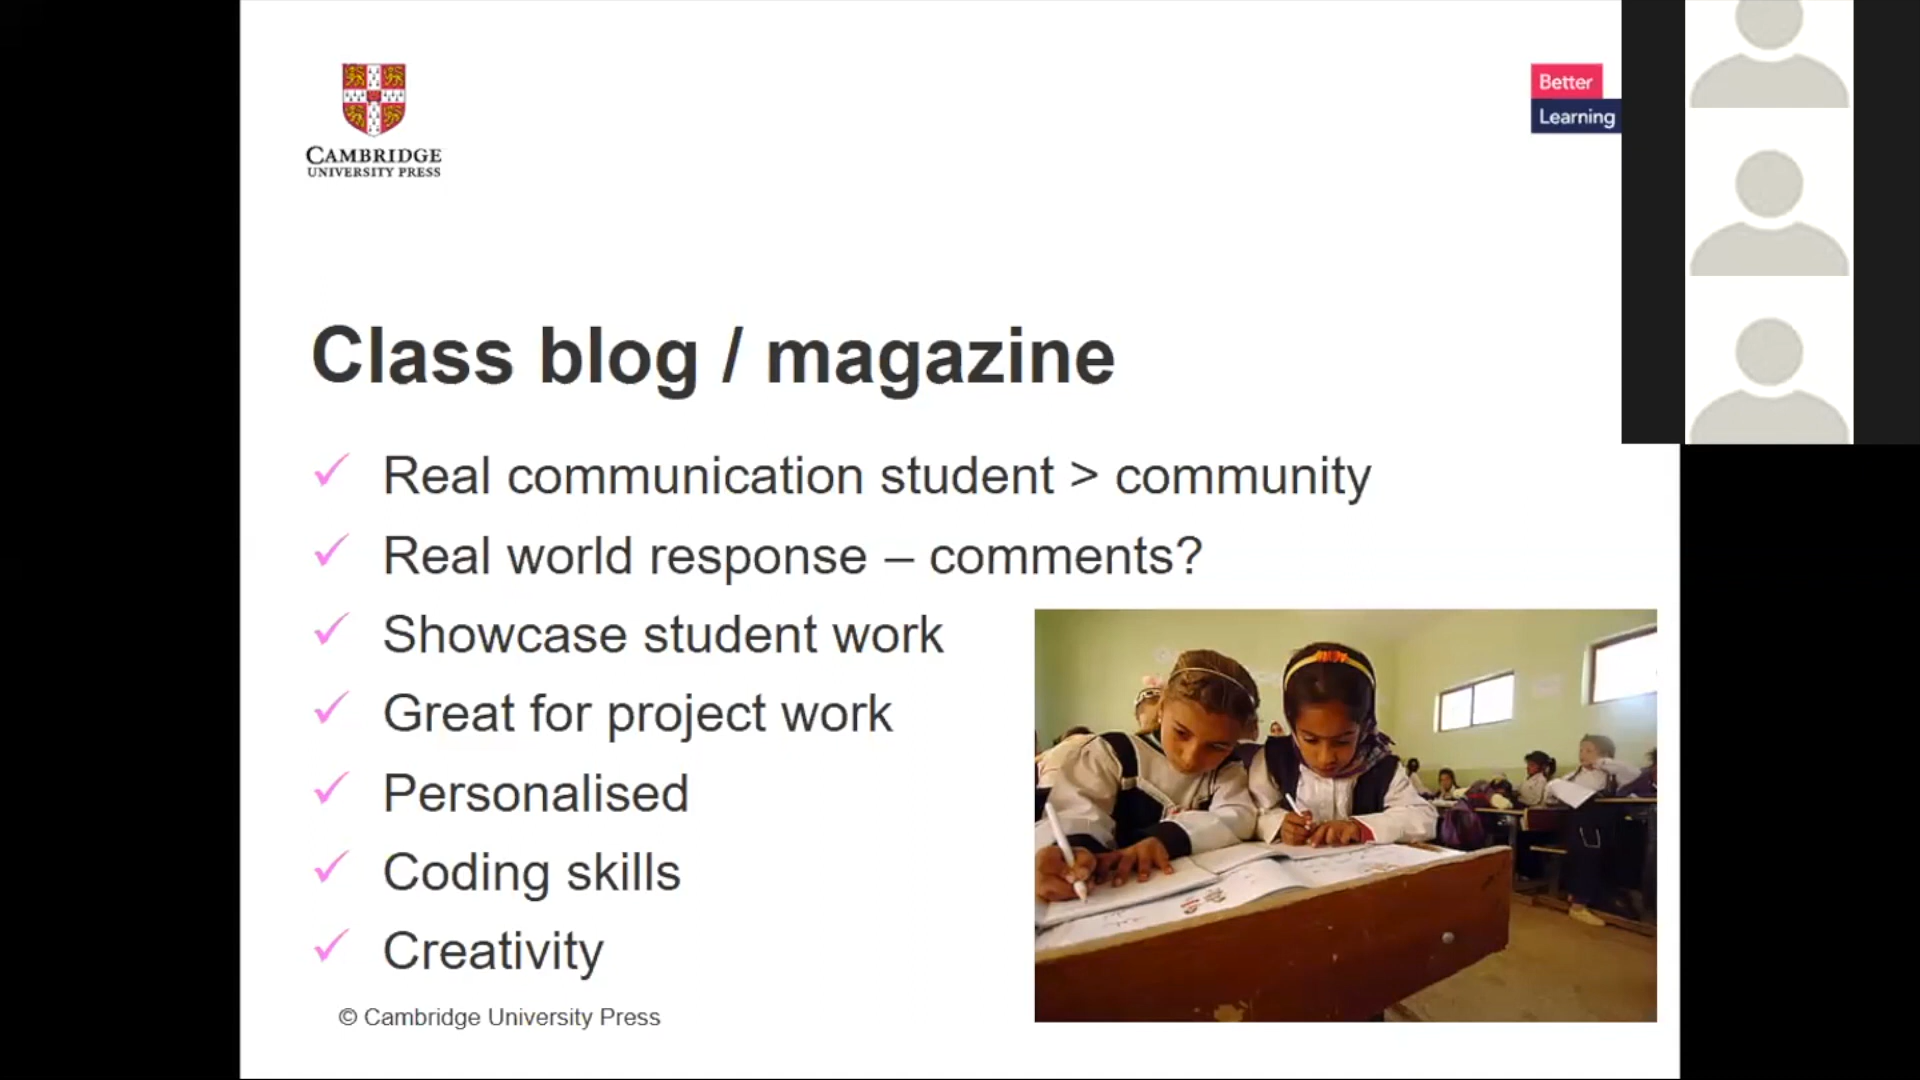 CAMBRIDGE
UNIVERSITY PRESS
Better
Learning
Class blog / magazine
✓ Real communication student > community
✓ Real world response – comments?
✓ Showcase student work
✓ Great for project work
✓ Personalised
✓ Coding skills
✓ Creativity
© Cambridge University Press